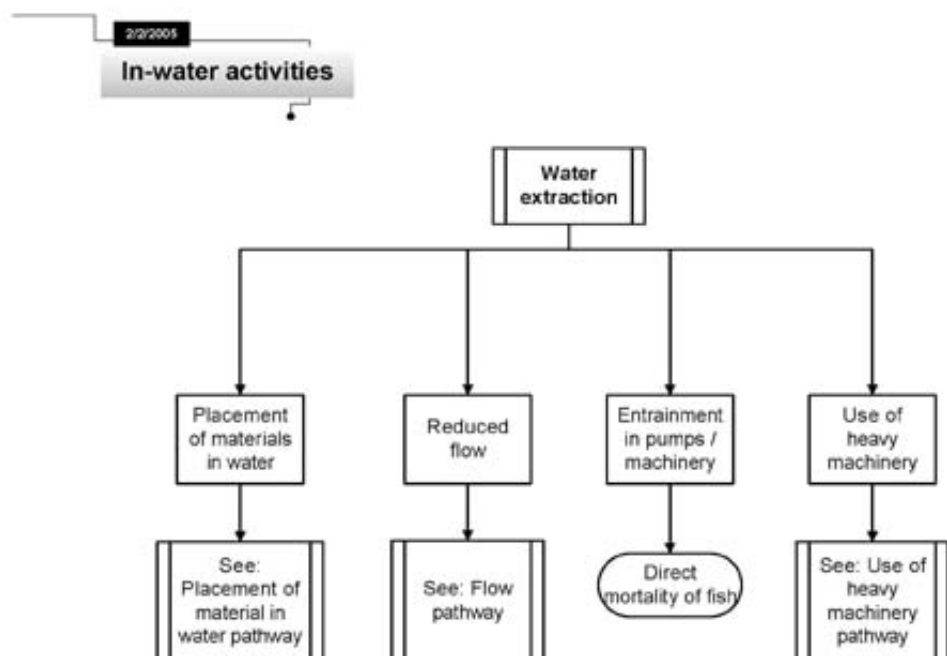 2/2/2005
In-water activities
Water
extraction
Placement
of materials
in water
Reduced
flow
Entrainment
in pumps /
machinery
Use of
heavy
machinery
See:
Placement of
material in
water pathway
See: Flow
pathway
Direct
mortality of fish
See: Use of
heavy
machinery
pathway